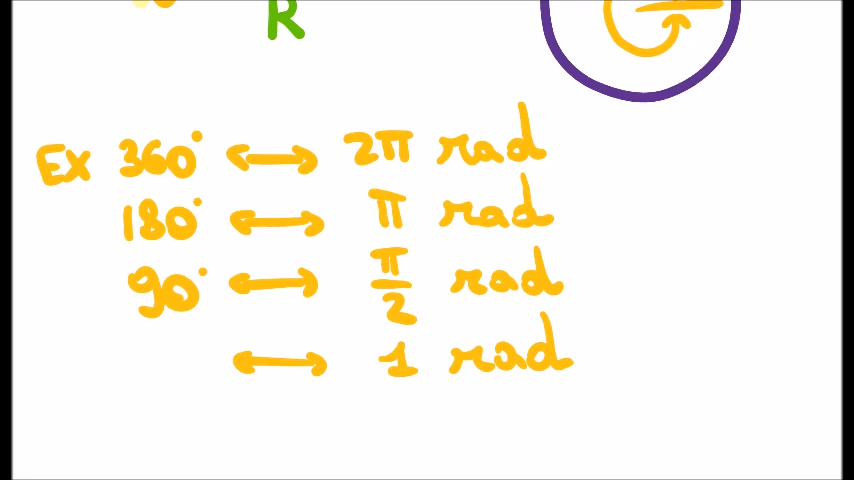 R
Ex 360° ↔ 2π rad
180° ↔ π rad
90° ↔ π/2 rad
↔ 1 rad